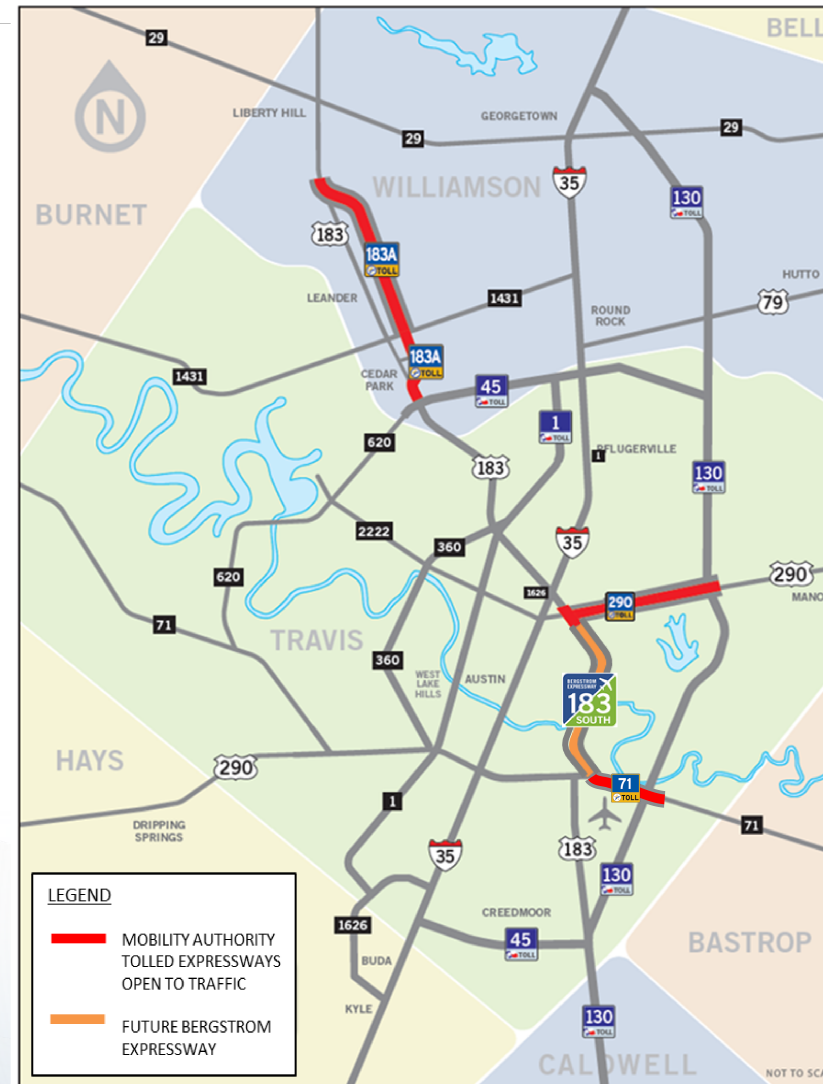 BELL
29
N
LIBERTY HILL
GEORGETOWN
29
29
35
WILLIAMSON
130
TOLL
BURNET
183
183A
TOLL
HUTTO
LEANDER
1431
79
ROUND
ROCK
183A
TOLL
1431
CEDAR
PARK
45
TOLL
1
TOLL
620
PFLUGERVILLE
1
183
130
TOLL
2222
35
360
620
1626
290
290
TOLL
MANO
71
TRAVIS
360
WEST
LAKE
HILLS
AUSTIN
BERGSTROM
EXPRESSWAY
183
SOUTH
HAYS
290
71
TOLL
1
DRIPPING
SPRINGS
71
183
35
130
TOLL
LEGEND
MOBILITY AUTHORITY
TOLLED EXPRESSWAYS
OPEN TO TRAFFIC
FUTURE BERGSTROM
EXPRESSWAY
CREEDMOOR
1626
45
TOLL
BASTROP
BUDA
KYLE
130
TOLL
CALDWELL
NOT TO SCA